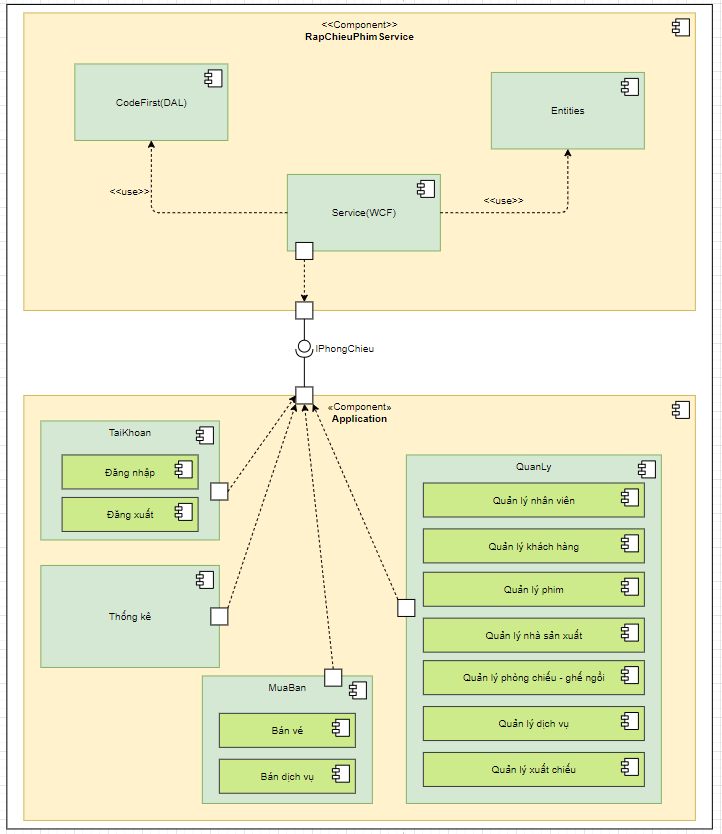 <<Component>>
RapChieuPhimService
CodeFirst(DAL)
Entities
<<use>>
Service(WCF)
<<use>>
IPhongChieu
«Component»
Application
TaiKhoan
Đăng nhập
Đăng xuất
Thống kê
MuaBan
Bán vé
Bán dịch vụ
QuanLy
Quản lý nhân viên
Quản lý khách hàng
Quản lý phim
Quản lý nhà sản xuất
Quản lý phòng chiếu - ghế ngồi
Quản lý dịch vụ
Quản lý xuất chiếu